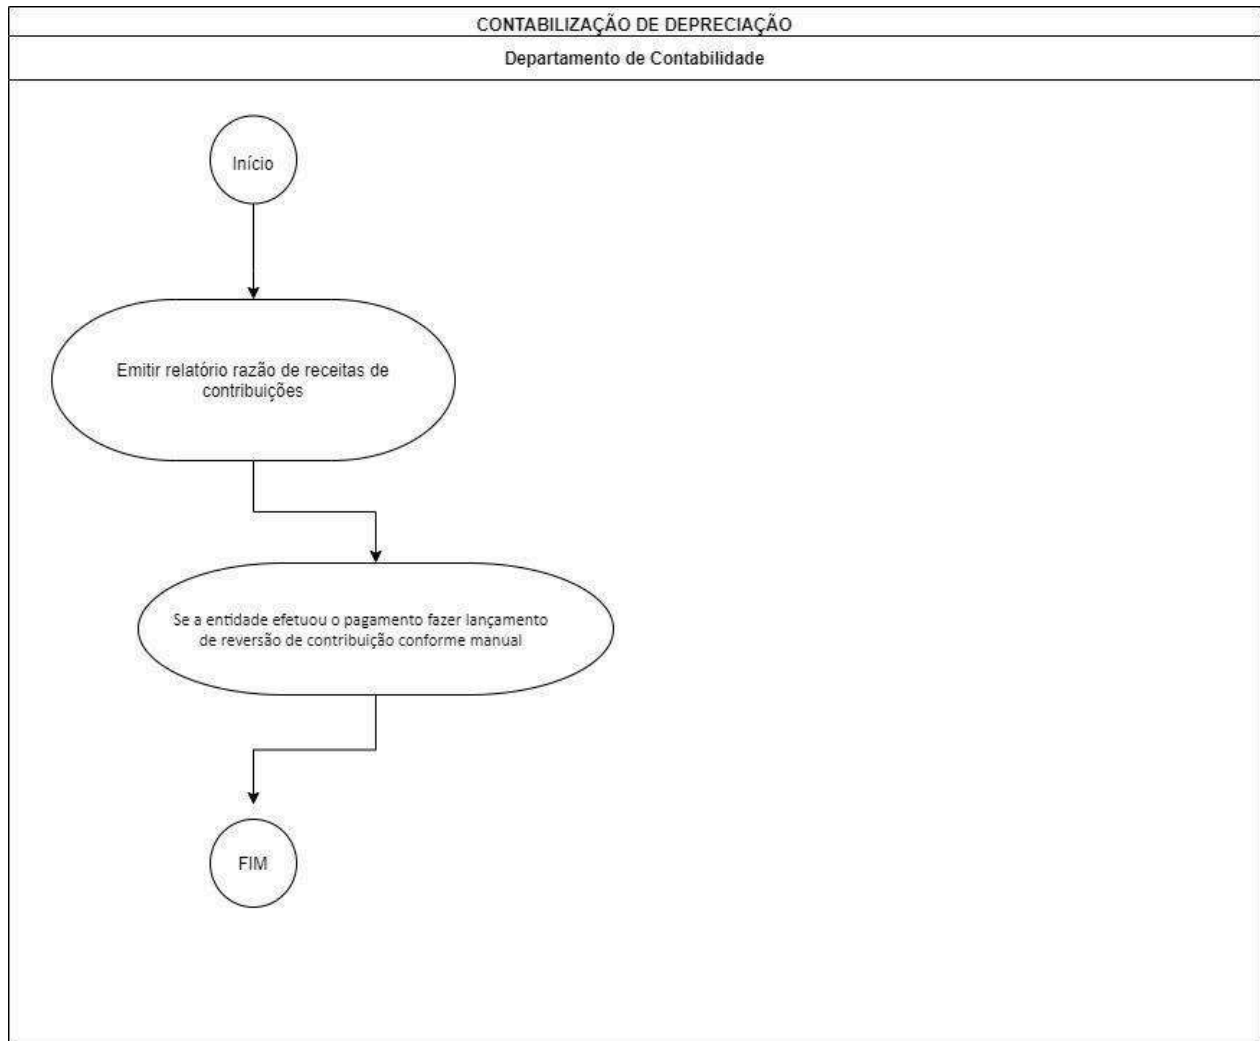 CONTABILIZAÇÃO DE DEPRECIAÇÃO
Departamento de Contabilidade
Início
Emitir relatório razão de receitas de
contribuições
Se a entidade efetuou o pagamento fazer lançamento
de reversão de contribuição conforme manual
FIM